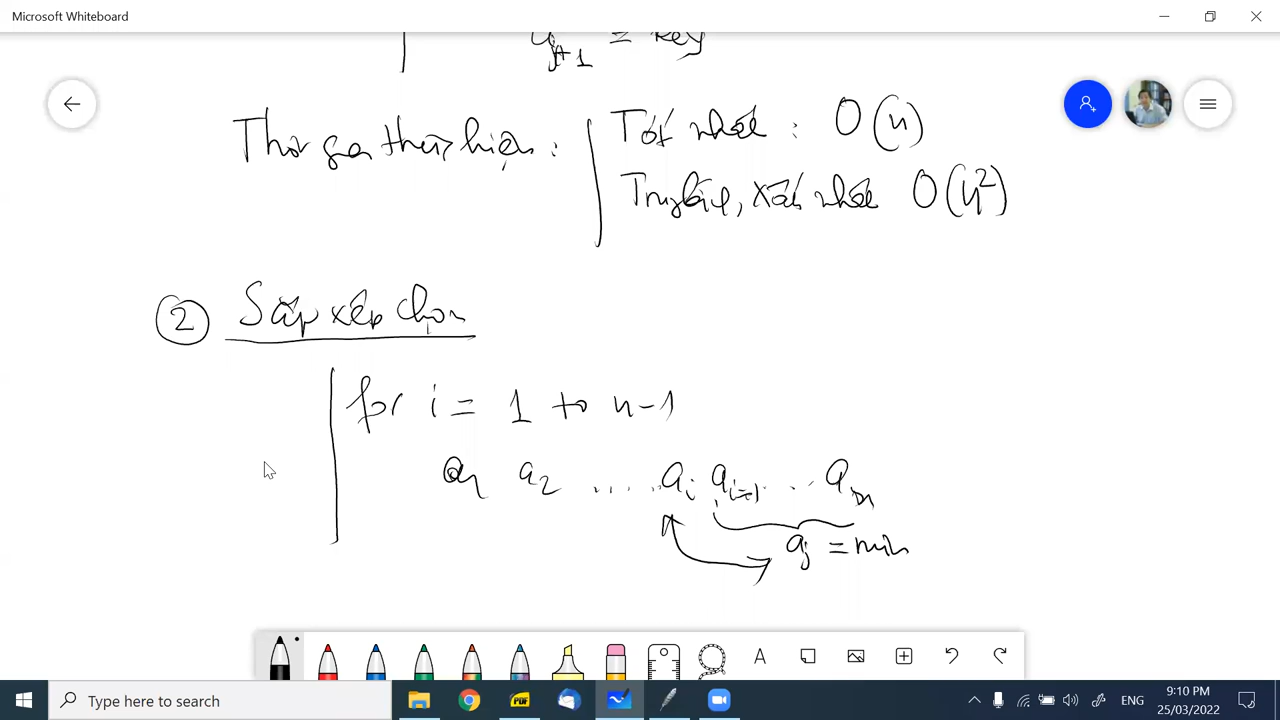 Microsoft Whiteboard
a_{j+1} = key
Thời gian thực hiện : Tốt nhất : O(n)
Trung bình, xấu nhất O(n²)
② Sắp xếp chọn
for i = 1 to n-1
a₁ a₂ ..... aᵢ aᵢ₊₁ ... aₙ
aⱼ = min
A
Type here to search
PDF
ENG
9:10 PM
25/03/2022